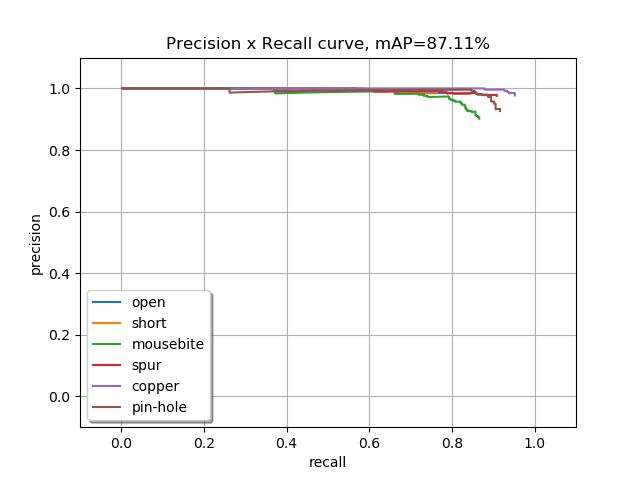 Precision x Recall curve, mAP=87.11%
1.0
0.8
0.6
0.4
0.2
0.0
precision
open
short
mousebite
spur
copper
pin-hole
0.0 0.2 0.4 0.6 0.8 1.0
recall